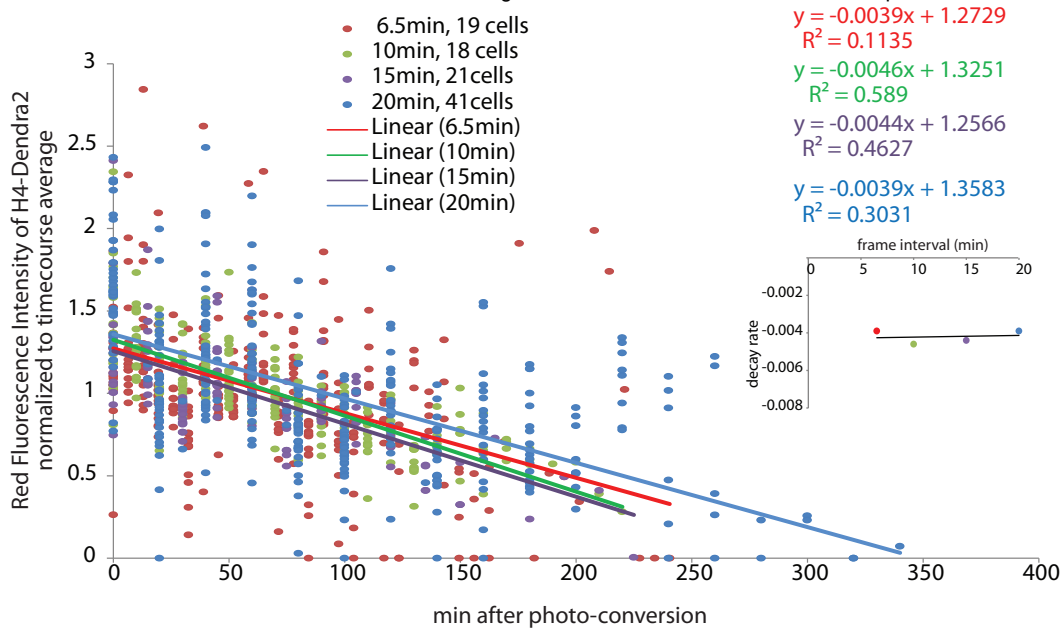 6.5min, 19 cells
10min, 18 cells
15min, 21cells
20min, 41cells
Linear (6.5min)
Linear (10min)
Linear (15min)
Linear (20min)
y = -0.0039x + 1.2729
R² = 0.1135
y = -0.0046x + 1.3251
R² = 0.589
y = -0.0044x + 1.2566
R² = 0.4627
y = -0.0039x + 1.3583
R² = 0.3031
frame interval (min)
0 5 10 15 20
-0.002
-0.004
-0.006
-0.008
decay rate
Red Fluorescence Intensity of H4-Dendra2
normalized to timecourse average
3
2.5
2
1.5
1
0.5
0
0 50 100 150 200 250 300 350 400
min after photo-conversion